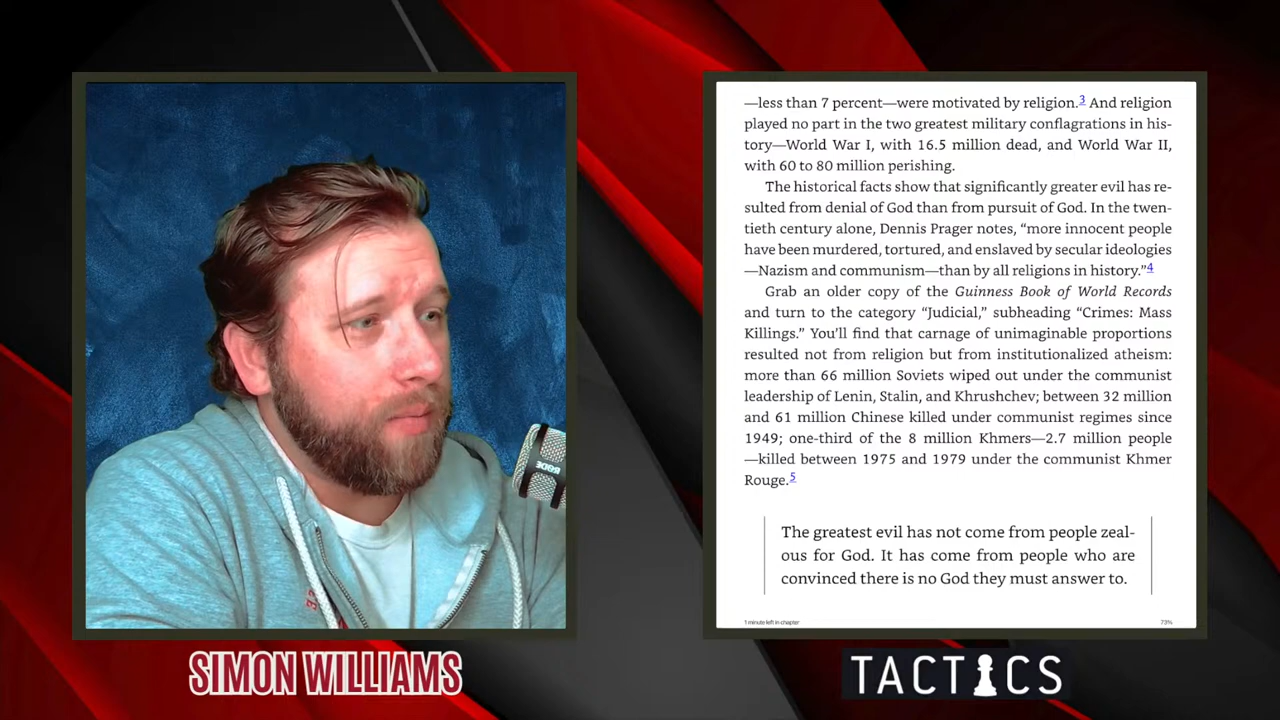 —less than 7 percent—were motivated by religion.3 And religion
played no part in the two greatest military conflagrations in his-
tory—World War I, with 16.5 million dead, and World War II,
with 60 to 80 million perishing.
The historical facts show that significantly greater evil has re-
sulted from denial of God than from pursuit of God. In the twen-
tieth century alone, Dennis Prager notes, “more innocent people
have been murdered, tortured, and enslaved by secular ideologies
—Nazism and communism—than by all religions in history.”4
Grab an older copy of the Guinness Book of World Records
and turn to the category “Judicial,” subheading “Crimes: Mass
Killings.” You’ll find that carnage of unimaginable proportions
resulted not from religion but from institutionalized atheism:
more than 66 million Soviets wiped out under the communist
leadership of Lenin, Stalin, and Khrushchev; between 32 million
and 61 million Chinese killed under communist regimes since
1949; one-third of the 8 million Khmers—2.7 million people
—killed between 1975 and 1979 under the communist Khmer
Rouge.5
The greatest evil has not come from people zeal-
ous for God. It has come from people who are
convinced there is no God they must answer to.
1 minute left in chapter
73%
RODE
SIMON WILLIAMS
TACTICS